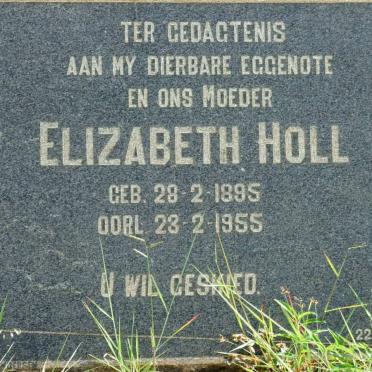 TER GEDAGTENIS
AAN MY DIERBARE EGGENOTE
EN ONS MOEDER
ELIZABETH HOLL
GEB. 28-2-1895
OORL 23-2-1955
U WIL GESKIED.
22